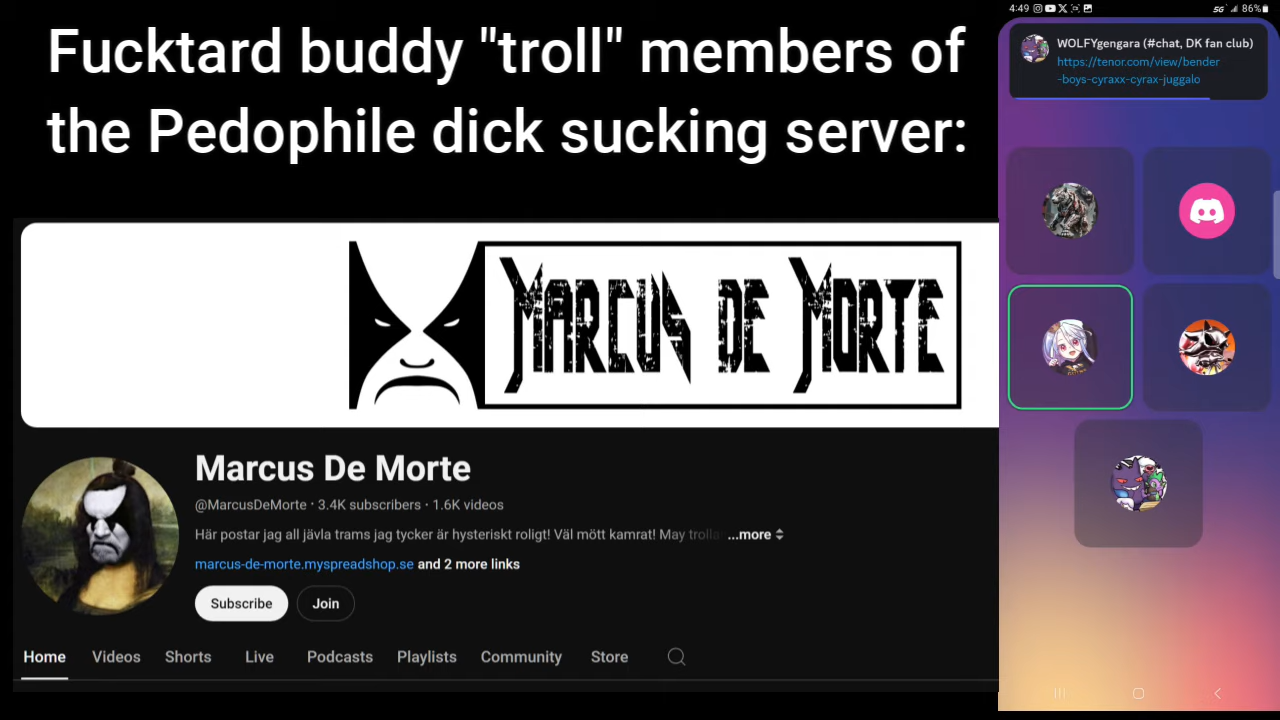 Fucktard buddy "troll" members of
the Pedophile dick sucking server:
MARCUS DE MORTE
Marcus De Morte
@MarcusDeMorte · 3.4K subscribers · 1.6K videos
Här postar jag all jävla trams jag tycker är hysteriskt roligt! Väl mött kamrat! May trolla ...more
marcus-de-morte.myspreadshop.se and 2 more links
Subscribe Join
Home Videos Shorts Live Podcasts Playlists Community Store
4:49 5G 86%
WOLFYgengara (#chat, DK fan club)
https://tenor.com/view/bender
-boys-cyraxx-cyrax-juggalo